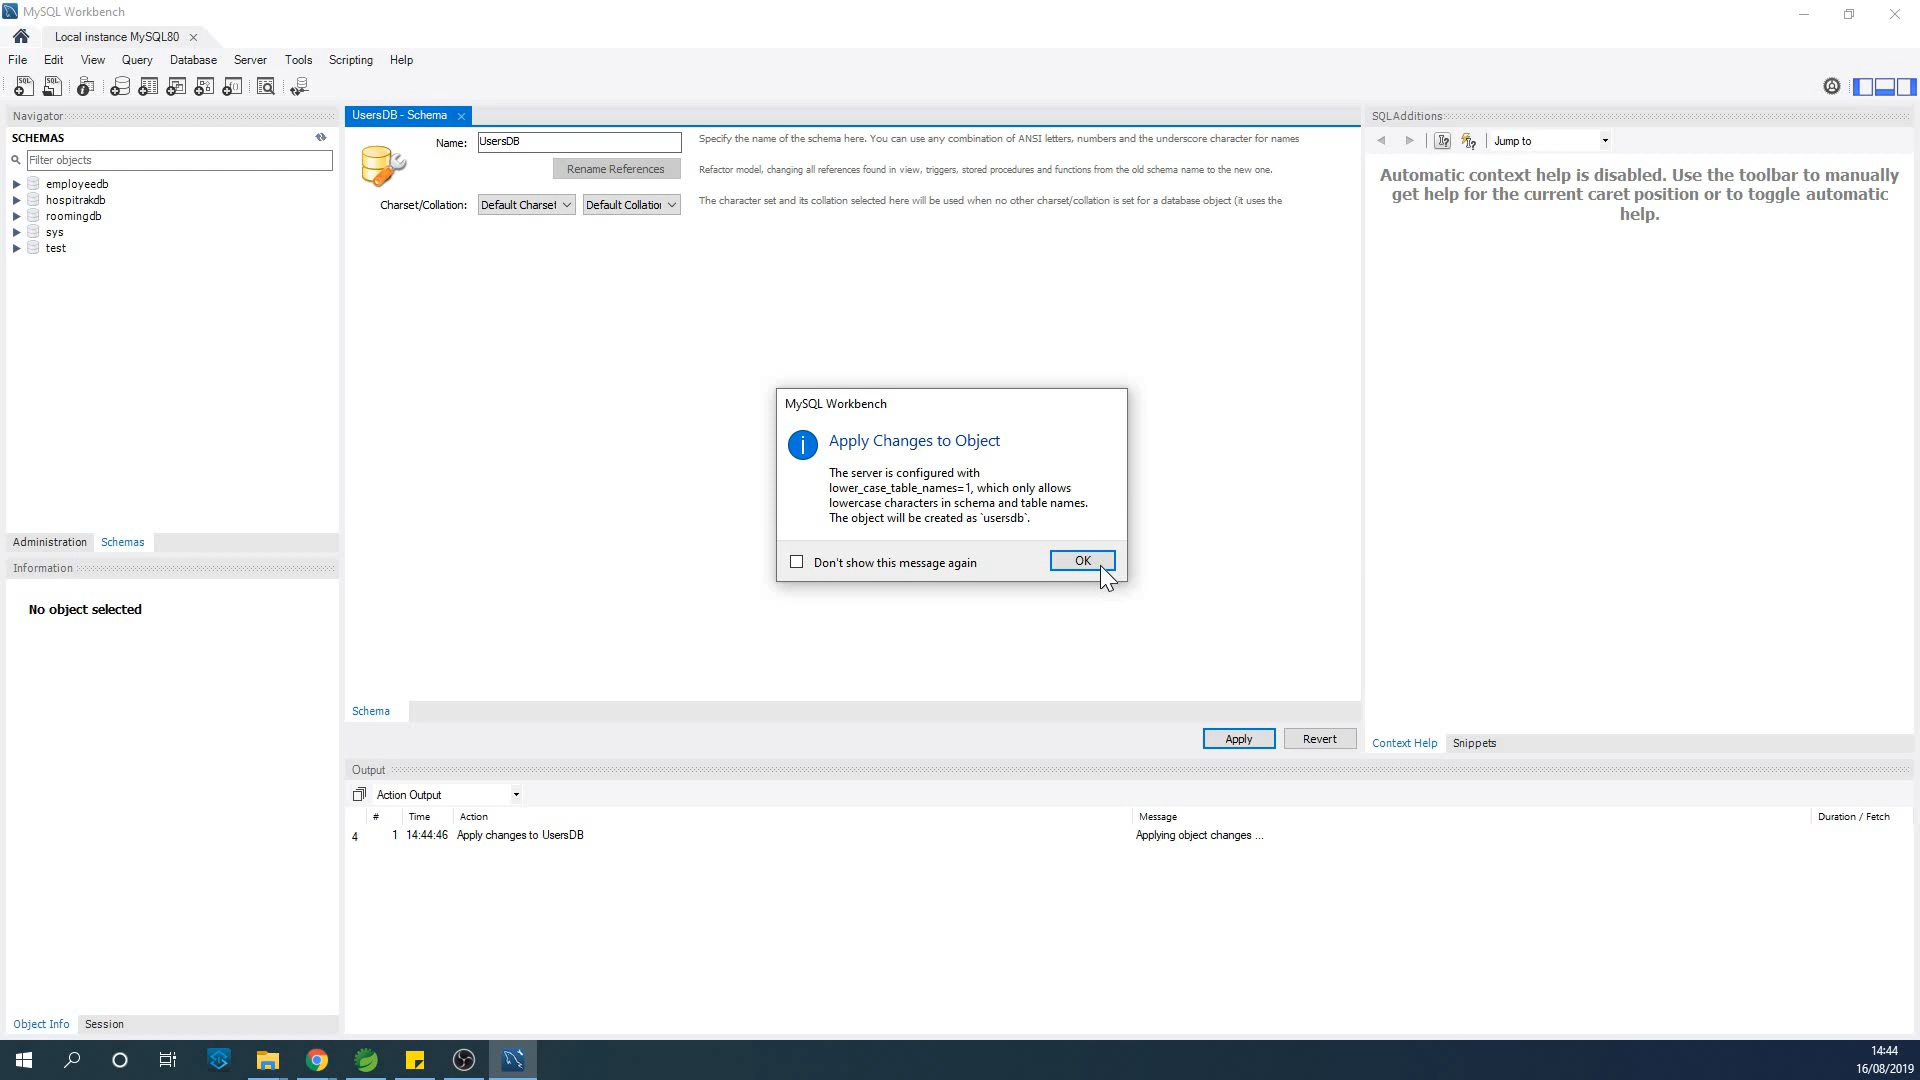 MySQL Workbench
Local instance MySQL80
File Edit View Query Database Server Tools Scripting Help
Navigator
SCHEMAS
Filter objects
employeedb
hospitrakdb
roomingdb
sys
test
Administration Schemas
Information
No object selected
Object Info Session
UsersDB - Schema
Name: UsersDB
Specify the name of the schema here. You can use any combination of ANSI letters, numbers and the underscore character for names
Rename References
Refactor model, changing all references found in view, triggers, stored procedures and functions from the old schema name to the new one.
Charset/Collation: Default Charset Default Collation
The character set and its collation selected here will be used when no other charset/collation is set for a database object (it uses the
MySQL Workbench
Apply Changes to Object
The server is configured with
lower_case_table_names=1, which only allows
lowercase characters in schema and table names.
The object will be created as `usersdb`.
Don't show this message again
OK
Schema
Apply Revert
Output
Action Output
# Time Action Message Duration / Fetch
4 1 14:44:46 Apply changes to UsersDB Applying object changes ...
SQLAdditions
Jump to
Automatic context help is disabled. Use the toolbar to manually
get help for the current caret position or to toggle automatic
help.
Context Help Snippets
14:44
16/08/2019